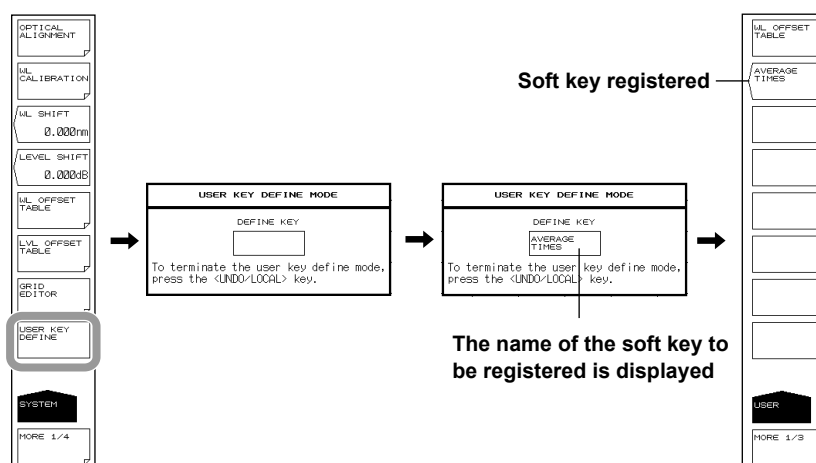 OPTICAL
ALIGNMENT
WL
CALIBRATION
WL SHIFT
0.000nm
LEVEL SHIFT
0.000dB
WL OFFSET
TABLE
LVL OFFSET
TABLE
GRID
EDITOR
USER KEY
DEFINE
SYSTEM
MORE 1/4
USER KEY DEFINE MODE
DEFINE KEY
To terminate the user key define mode,
press the <UNDO/LOCAL> key.
USER KEY DEFINE MODE
DEFINE KEY
AVERAGE
TIMES
To terminate the user key define mode,
press the <UNDO/LOCAL> key.
The name of the soft key to
be registered is displayed
Soft key registered
WL OFFSET
TABLE
AVERAGE
TIMES
USER
MORE 1/3